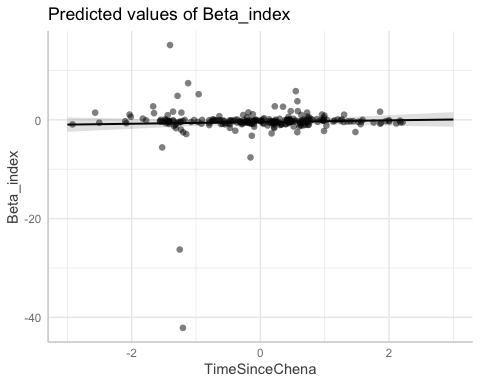 Predicted values of Beta_index
Beta_index
0
-20
-40
-2
0
2
TimeSinceChena